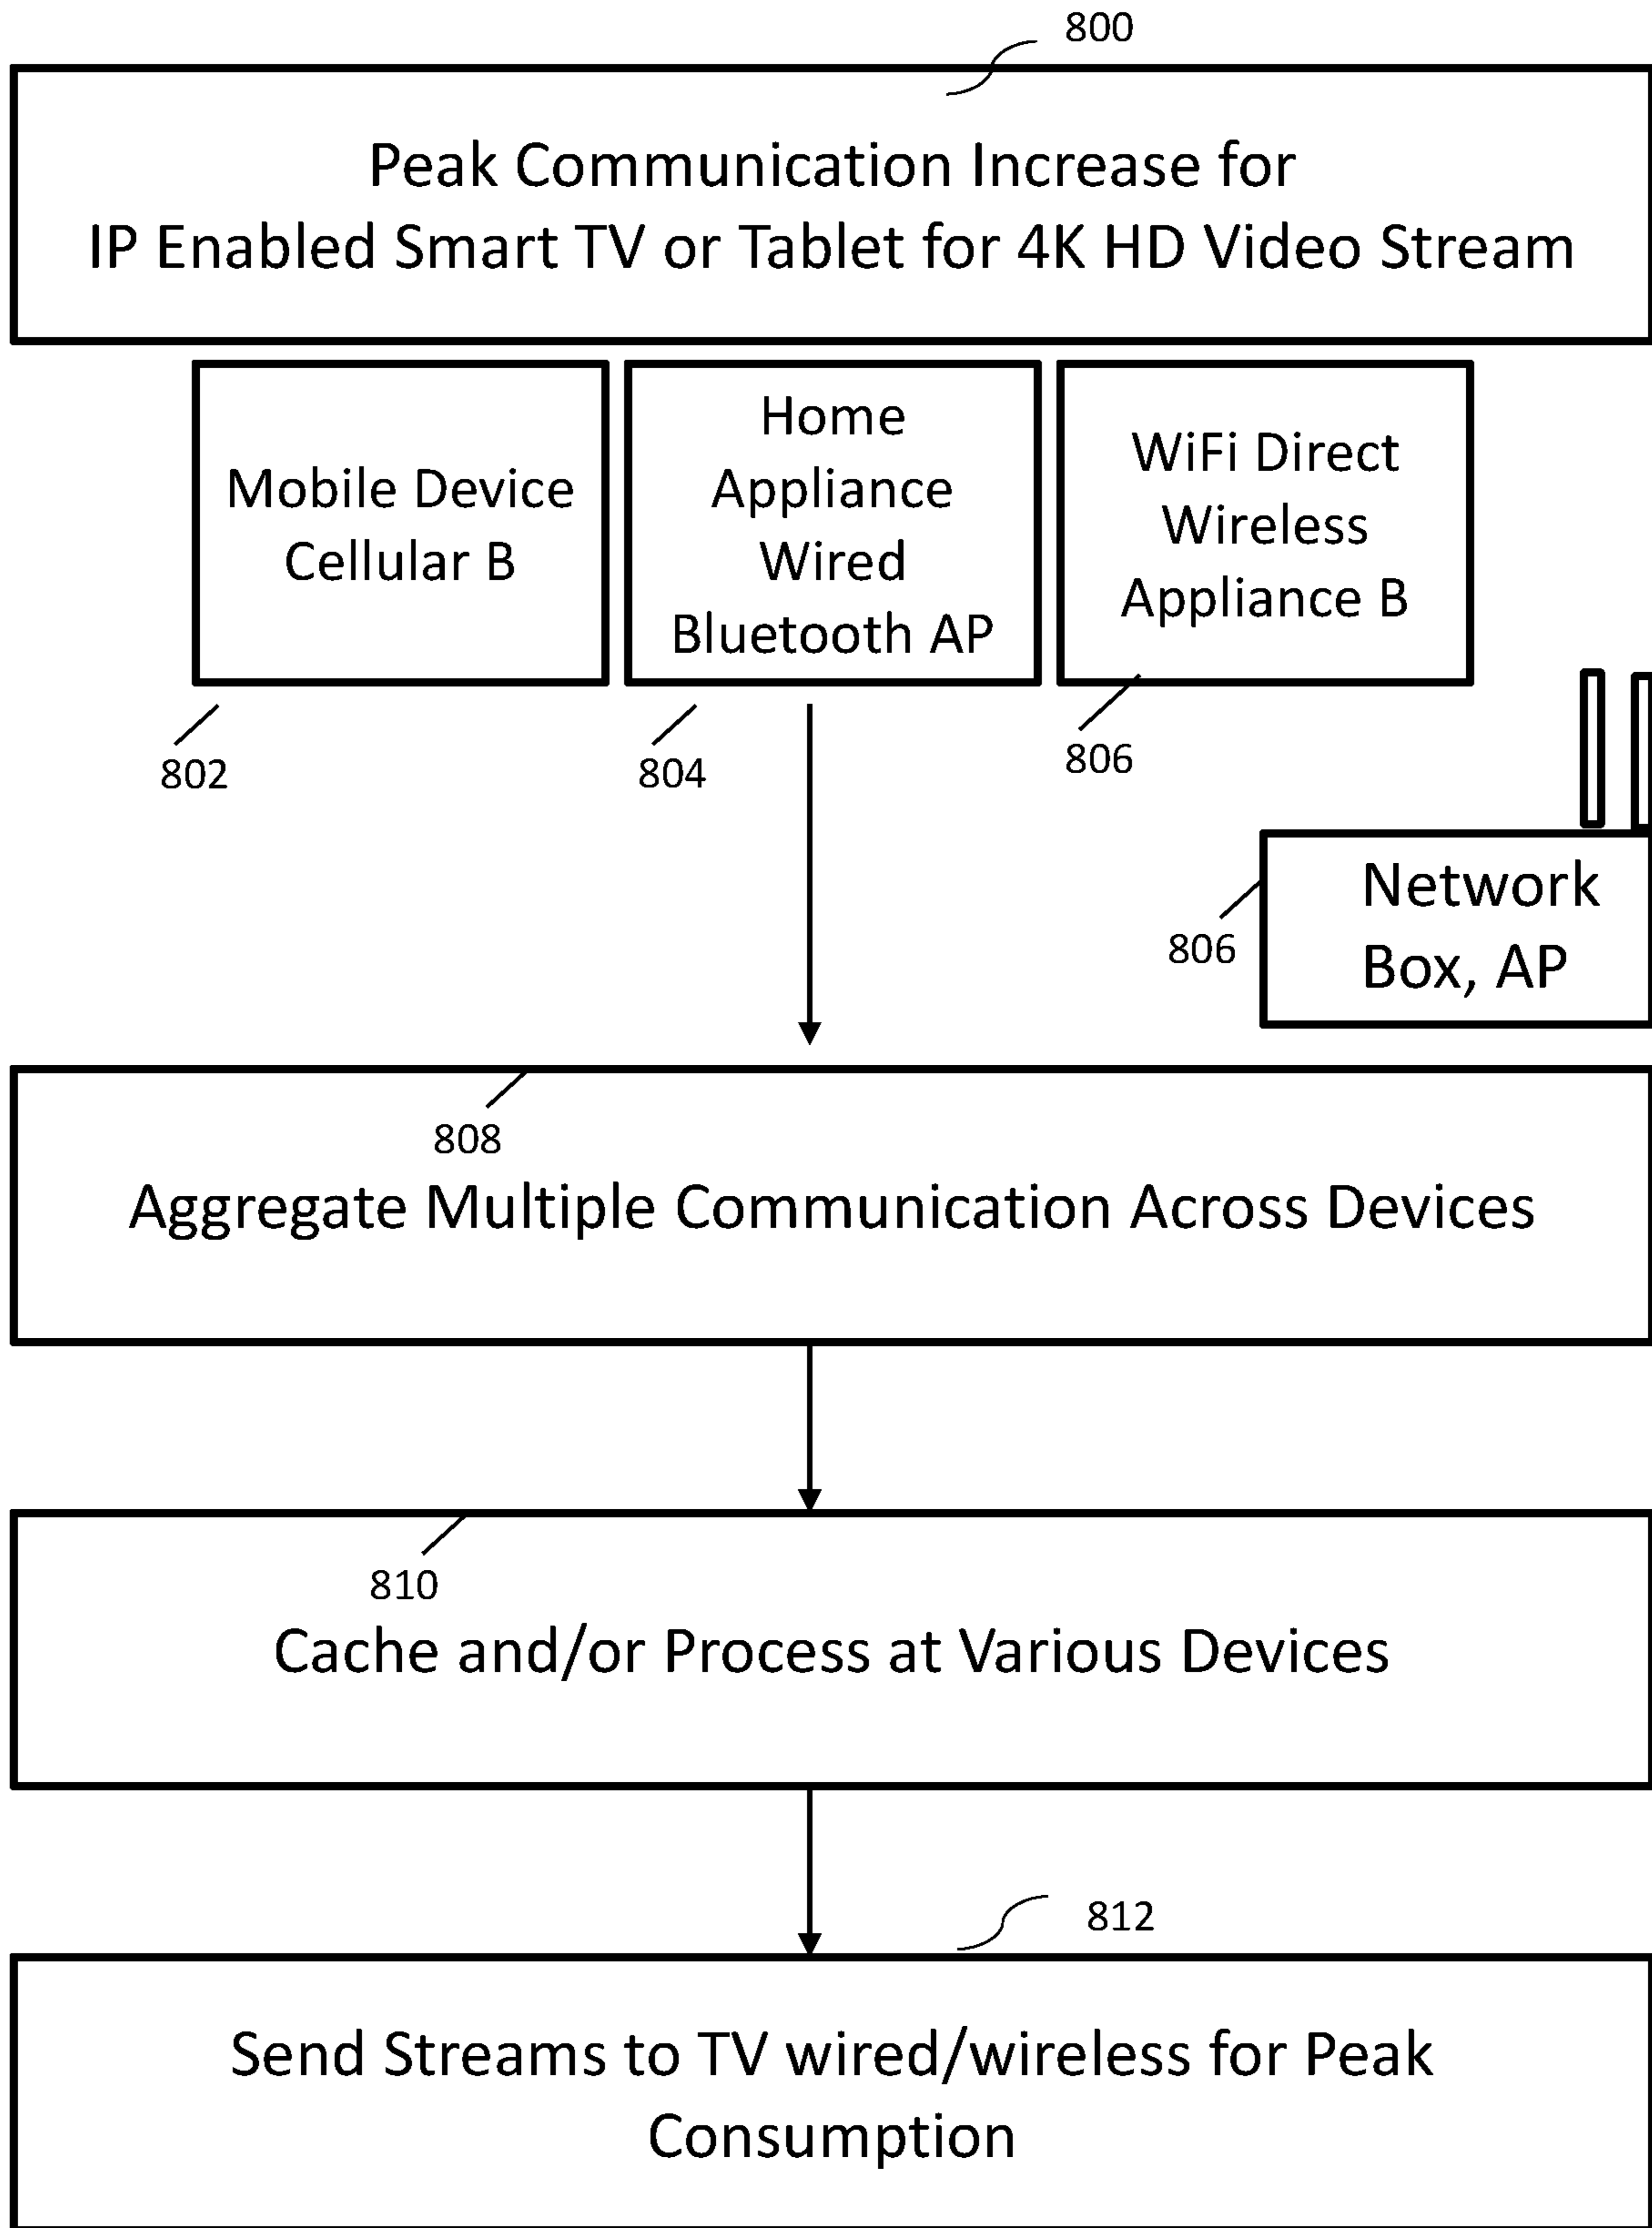 800
Peak Communication Increase for
IP Enabled Smart TV or Tablet for 4K HD Video Stream
Mobile Device
Cellular B
Home
Appliance
Wired
Bluetooth AP
WiFi Direct
Wireless
Appliance B
802
804
806
Network
Box, AP
806
808
Aggregate Multiple Communication Across Devices
810
Cache and/or Process at Various Devices
812
Send Streams to TV wired/wireless for Peak
Consumption